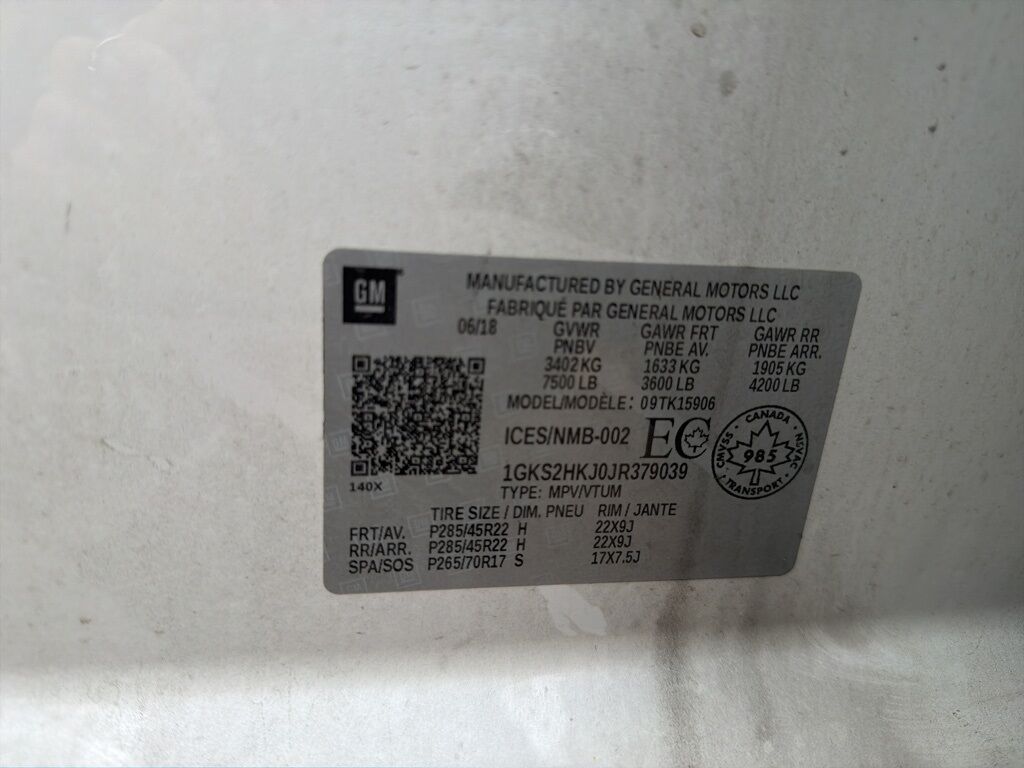 GM
MANUFACTURED BY GENERAL MOTORS LLC
FABRIQUÉ PAR GENERAL MOTORS LLC
06/18 GVWR GAWR FRT GAWR RR
PNBV PNBE AV. PNBE ARR.
3402 KG 1633 KG 1905 KG
7500 LB 3600 LB 4200 LB
MODEL/MODÈLE: 09TK15906
ICES/NMB-002 EC
CANADA
CMVSS 985 NSVAC
TRANSPORT
1GKS2HKJ0JR379039
140X
TYPE: MPV/VTUM
TIRE SIZE / DIM. PNEU RIM / JANTE
FRT/AV. P285/45R22 H 22X9J
RR/ARR. P285/45R22 H 22X9J
SPA/SOS P265/70R17 S 17X7.5J